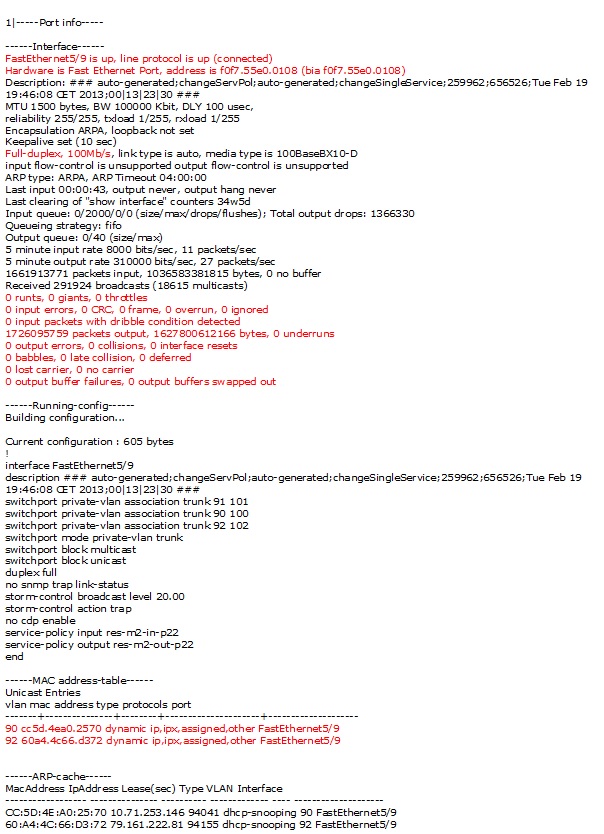 1|-----Port info-----
------Interface------
FastEthernet5/9 is up, line protocol is up (connected)
Hardware is Fast Ethernet Port, address is f0f7.55e0.0108 (bia f0f7.55e0.0108)
Description: ### auto-generated;changeServPol;auto-generated;changeSingleService;259962;656526;Tue Feb 19
19:46:08 CET 2013;00|13|23|30 ###
MTU 1500 bytes, BW 100000 Kbit, DLY 100 usec,
reliability 255/255, txload 1/255, rxload 1/255
Encapsulation ARPA, loopback not set
Keepalive set (10 sec)
Full-duplex, 100Mb/s, link type is auto, media type is 100BaseBX10-D
input flow-control is unsupported output flow-control is unsupported
ARP type: ARPA, ARP Timeout 04:00:00
Last input 00:00:43, output never, output hang never
Last clearing of "show interface" counters 34w5d
Input queue: 0/2000/0/0 (size/max/drops/flushes); Total output drops: 1366330
Queueing strategy: fifo
Output queue: 0/40 (size/max)
5 minute input rate 8000 bits/sec, 11 packets/sec
5 minute output rate 310000 bits/sec, 27 packets/sec
1661913771 packets input, 1036583381815 bytes, 0 no buffer
Received 291924 broadcasts (18615 multicasts)
0 runts, 0 giants, 0 throttles
0 input errors, 0 CRC, 0 frame, 0 overrun, 0 ignored
0 input packets with dribble condition detected
1726095759 packets output, 1627800612166 bytes, 0 underruns
0 output errors, 0 collisions, 0 interface resets
0 babbles, 0 late collision, 0 deferred
0 lost carrier, 0 no carrier
0 output buffer failures, 0 output buffers swapped out
------Running-config------
Building configuration...
Current configuration : 605 bytes
!
interface FastEthernet5/9
description ### auto-generated;changeServPol;auto-generated;changeSingleService;259962;656526;Tue Feb 19
19:46:08 CET 2013;00|13|23|30 ###
switchport private-vlan association trunk 91 101
switchport private-vlan association trunk 90 100
switchport private-vlan association trunk 92 102
switchport mode private-vlan trunk
switchport block multicast
switchport block unicast
duplex full
no snmp trap link-status
storm-control broadcast level 20.00
storm-control action trap
no cdp enable
service-policy input res-m2-in-p22
service-policy output res-m2-out-p22
end
------MAC address-table------
Unicast Entries
vlan mac address type protocols port
-------+---------------+--------+---------------------+--------------------
90 cc5d.4ea0.2570 dynamic ip,ipx,assigned,other FastEthernet5/9
92 60a4.4c66.d372 dynamic ip,ipx,assigned,other FastEthernet5/9
------ARP-cache------
MacAddress IpAddress Lease(sec) Type VLAN Interface
------------------ --------------- ---------- ------------- ---- --------------------
CC:5D:4E:A0:25:70 10.71.253.146 94041 dhcp-snooping 90 FastEthernet5/9
60:A4:4C:66:D3:72 79.161.222.81 94155 dhcp-snooping 92 FastEthernet5/9